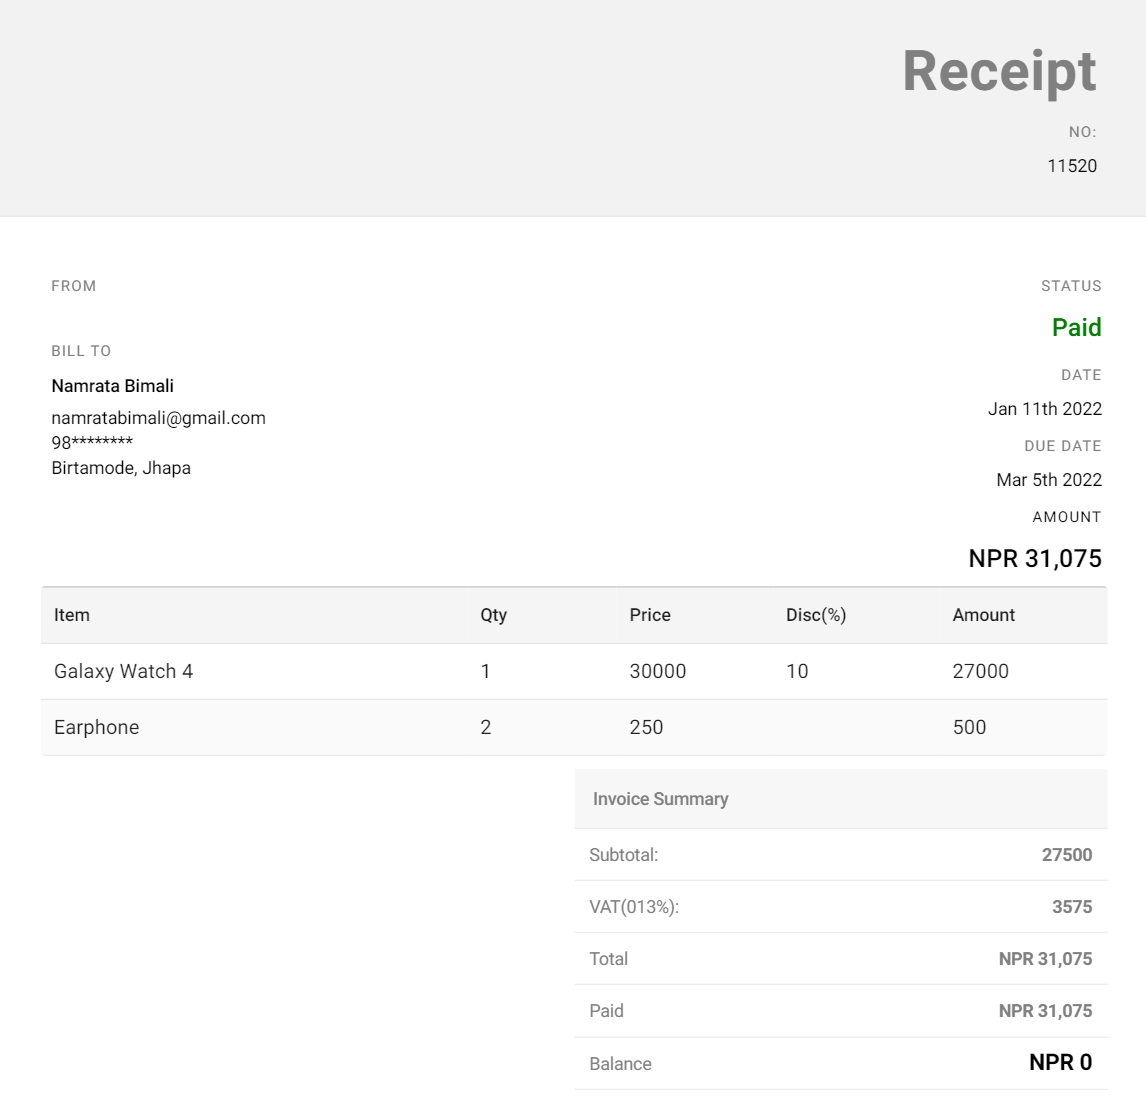 Receipt
NO:
11520
FROM
STATUS
Paid
BILL TO
DATE
Namrata Bimali
Jan 11th 2022
namratabimali@gmail.com
98********
DUE DATE
Birtamode, Jhapa
Mar 5th 2022
AMOUNT
NPR 31,075
Item Qty Price Disc(%) Amount
Galaxy Watch 4 1 30000 10 27000
Earphone 2 250 500
Invoice Summary
Subtotal: 27500
VAT(013%): 3575
Total NPR 31,075
Paid NPR 31,075
Balance NPR 0